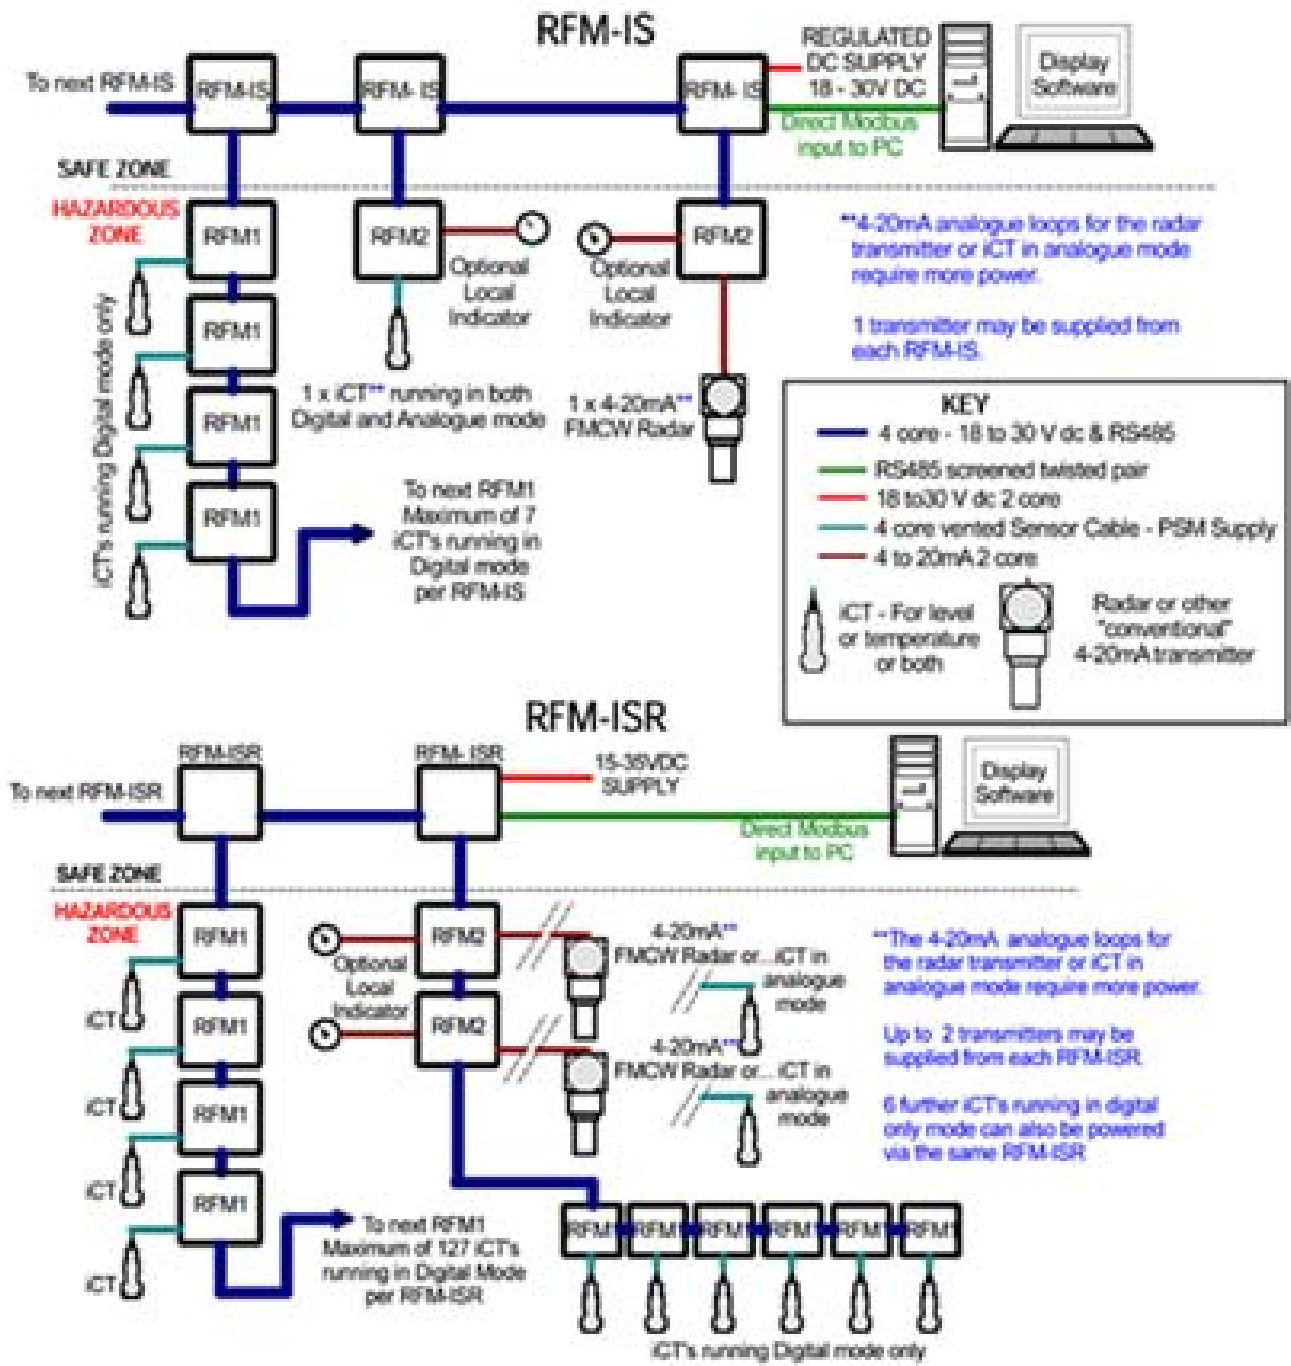 RFM-IS
To next RFM-IS
RFM-IS
RFM- IS
RFM- IS
REGULATED
DC SUPPLY
18 - 30V DC
Direct Modbus
input to PC
Display
Software
SAFE ZONE
HAZARDOUS
ZONE
RFM1
RFM1
RFM1
RFM1
iCT's running Digital mode only
RFM2
Optional
Local
Indicator
1 x iCT** running in both
Digital and Analogue mode
RFM2
Optional
Local
Indicator
1 x 4-20mA**
FMCW Radar
To next RFM1
Maximum of 7
iCT's running in
Digital mode
per RFM-IS
**4-20mA analogue loops for the radar
transmitter or iCT in analogue mode
require more power.
1 transmitter may be supplied from
each RFM-IS.
KEY
4 core - 18 to 30 V dc & RS485
RS485 screened twisted pair
18 to30 V dc 2 core
4 core vented Sensor Cable - PSM Supply
4 to 20mA 2 core
iCT - For level
or temperature
or both
Radar or other
"conventional"
4-20mA transmitter
RFM-ISR
To next RFM-ISR
RFM-ISR
RFM- ISR
15-35VDC
SUPPLY
Direct Modbus
input to PC
Display
Software
SAFE ZONE
HAZARDOUS
ZONE
RFM1
iCT
RFM1
iCT
RFM1
iCT
RFM1
iCT
To next RFM1
Maximum of 127 iCT's
running in Digital Mode
per RFM-ISR
RFM2
Optional
Local
Indicator
RFM2
4-20mA**
FMCW Radar or... iCT in
analogue
mode
4-20mA**
FMCW Radar or... iCT in
analogue
mode
**The 4-20mA analogue loops for
the radar transmitter or iCT in
analogue mode require more power.
Up to 2 transmitters may be
supplied from each RFM-ISR
6 further iCT's running in digital
only mode can also be powered
via the same RFM-ISR
RFM1
RFM1
RFM1
RFM1
RFM1
RFM1
iCT's running Digital mode only